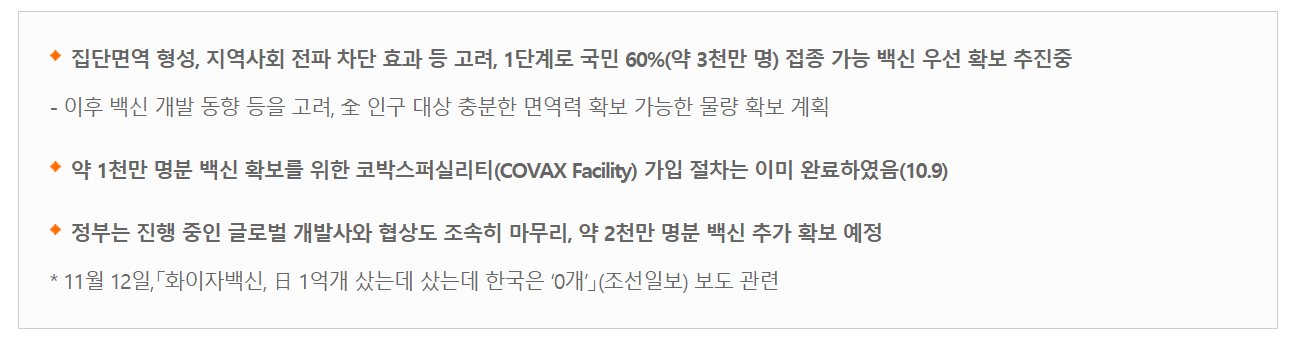 ◆ 집단면역 형성, 지역사회 전파 차단 효과 등 고려, 1단계로 국민 60%(약 3천만 명) 접종 가능 백신 우선 확보 추진중
- 이후 백신 개발 동향 등을 고려, 全 인구 대상 충분한 면역력 확보 가능한 물량 확보 계획
◆ 약 1천만 명분 백신 확보를 위한 코박스퍼실리티(COVAX Facility) 가입 절차는 이미 완료하였음(10.9)
◆ 정부는 진행 중인 글로벌 개발사와 협상도 조속히 마무리, 약 2천만 명분 백신 추가 확보 예정
* 11월 12일,「화이자백신, 日 1억개 샀는데 샀는데 한국은 ‘0개’」(조선일보) 보도 관련